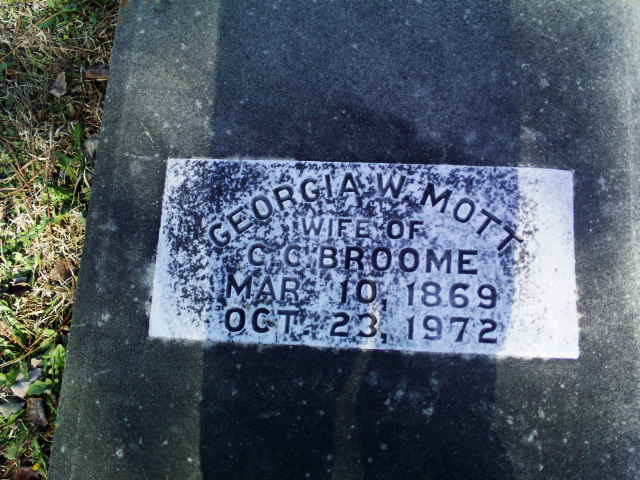 GEORGIA W. MOTT
WIFE OF
C. C. BROOME
MAR. 10, 1869
OCT. 23, 1972